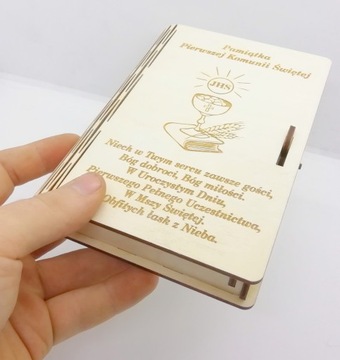 Pamiątka
Pierwszej Komunii Świętej
JHS
Niech w Twym sercu zawsze gości,
Bóg dobroci, Bóg miłości.
W Uroczystym Dniu,
Pierwszego Pełnego Uczestnictwa,
W Mszy Świętej.
Obfitych łask z Nieba.